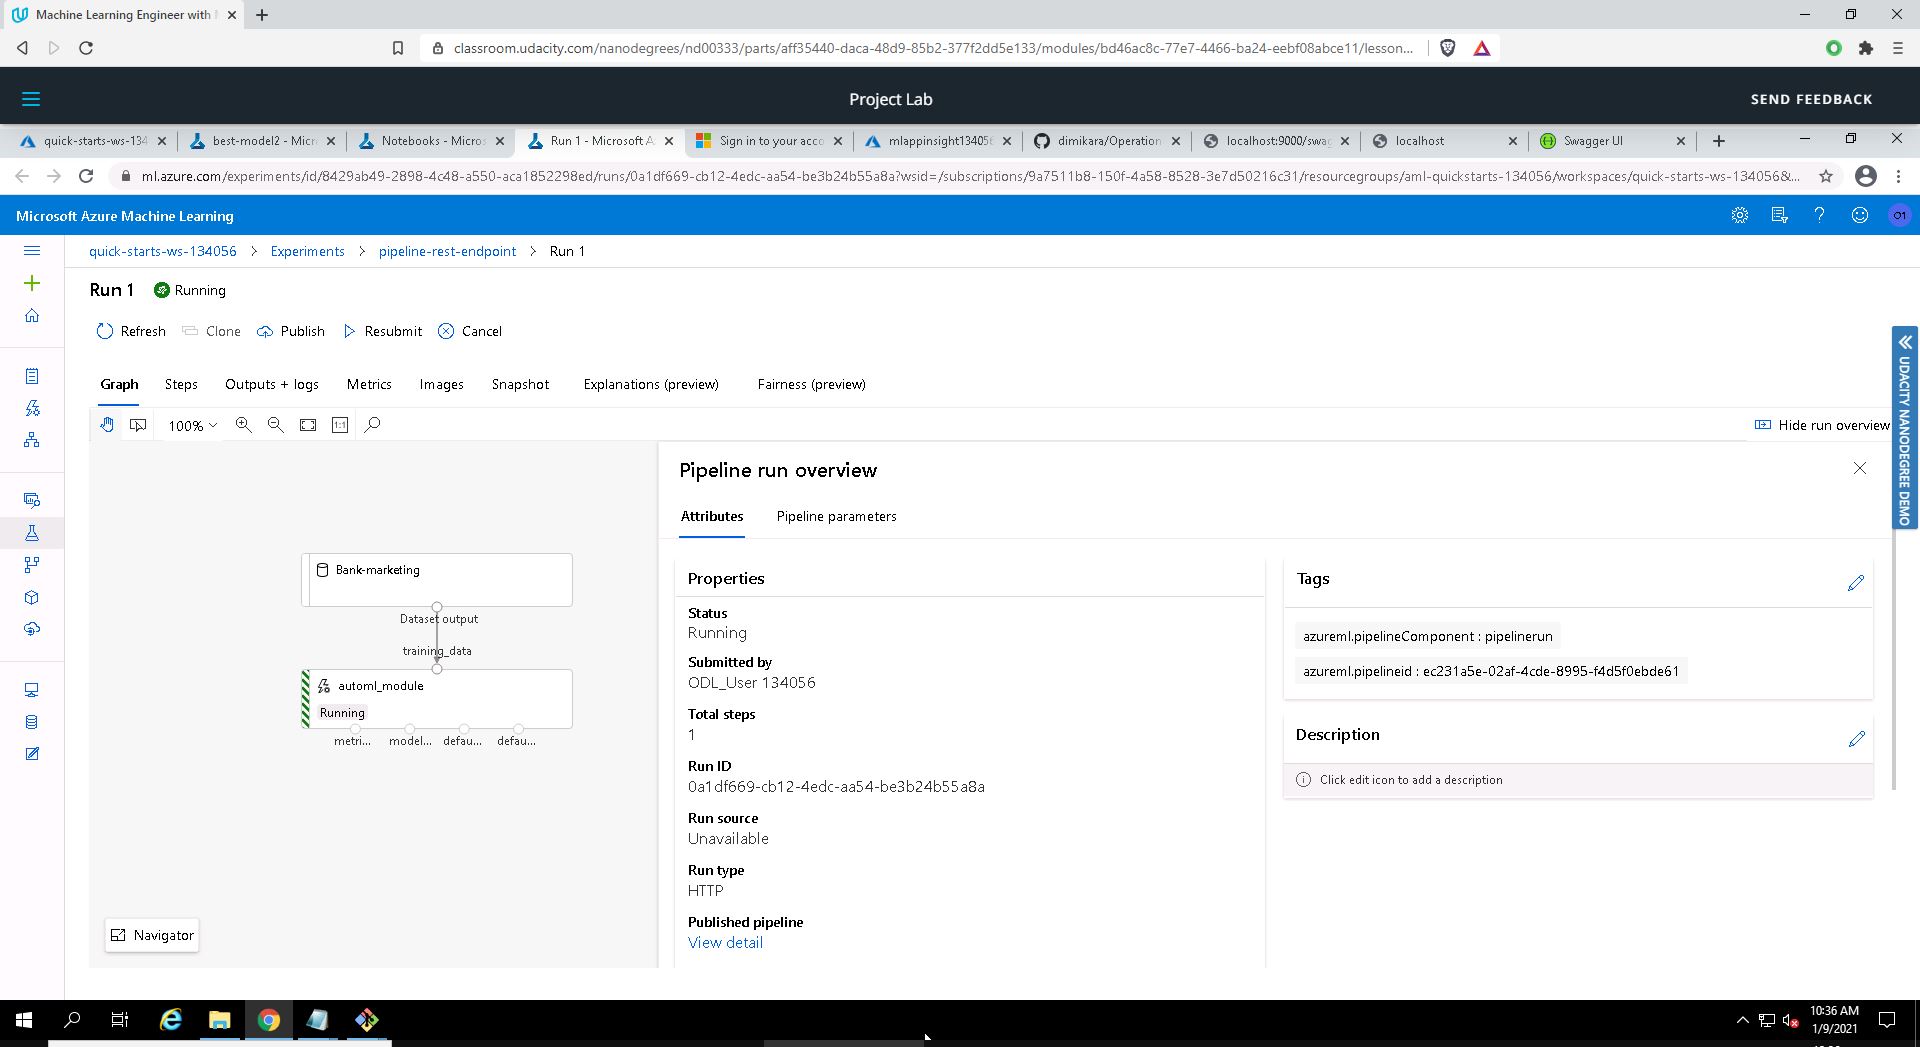 Machine Learning Engineer with
classroom.udacity.com/nanodegrees/nd00333/parts/aff35440-daca-48d9-85b2-377f2dd5e133/modules/bd46ac8c-77e7-4466-ba24-eebf08abce11/lesson...
Project Lab
SEND FEEDBACK
quick-starts-ws-134
best-model2 - Micr
Notebooks - Micros
Run 1 - Microsoft A
Sign in to your acco
mlappinsight134056
dimikara/Operation
localhost:9000/swag
localhost
Swagger UI
ml.azure.com/experiments/id/8429ab49-2898-4c48-a550-aca1852298ed/runs/0a1df669-cb12-4edc-aa54-be3b24b55a8a?wsid=/subscriptions/9a7511b8-150f-4a58-8528-3e7d50216c31/resourcegroups/aml-quickstarts-134056/workspaces/quick-starts-ws-134056&...
Microsoft Azure Machine Learning
O1
quick-starts-ws-134056 > Experiments > pipeline-rest-endpoint > Run 1
Run 1 Running
Refresh Clone Publish Resubmit Cancel
Graph Steps Outputs + logs Metrics Images Snapshot Explanations (preview) Fairness (preview)
100% 1:1
Hide run overview
UDACITY NANODEGREE DEMO
Bank-marketing
Dataset output
training_data
automl_module
Running
metri... model... defau... defau...
Navigator
Pipeline run overview
Attributes Pipeline parameters
Properties
Status
Running
Submitted by
ODL_User 134056
Total steps
1
Run ID
0a1df669-cb12-4edc-aa54-be3b24b55a8a
Run source
Unavailable
Run type
HTTP
Published pipeline
View detail
Tags
azureml.pipelineComponent : pipelinerun
azureml.pipelineid : ec231a5e-02af-4cde-8995-f4d5f0ebde61
Description
Click edit icon to add a description
10:36 AM
1/9/2021